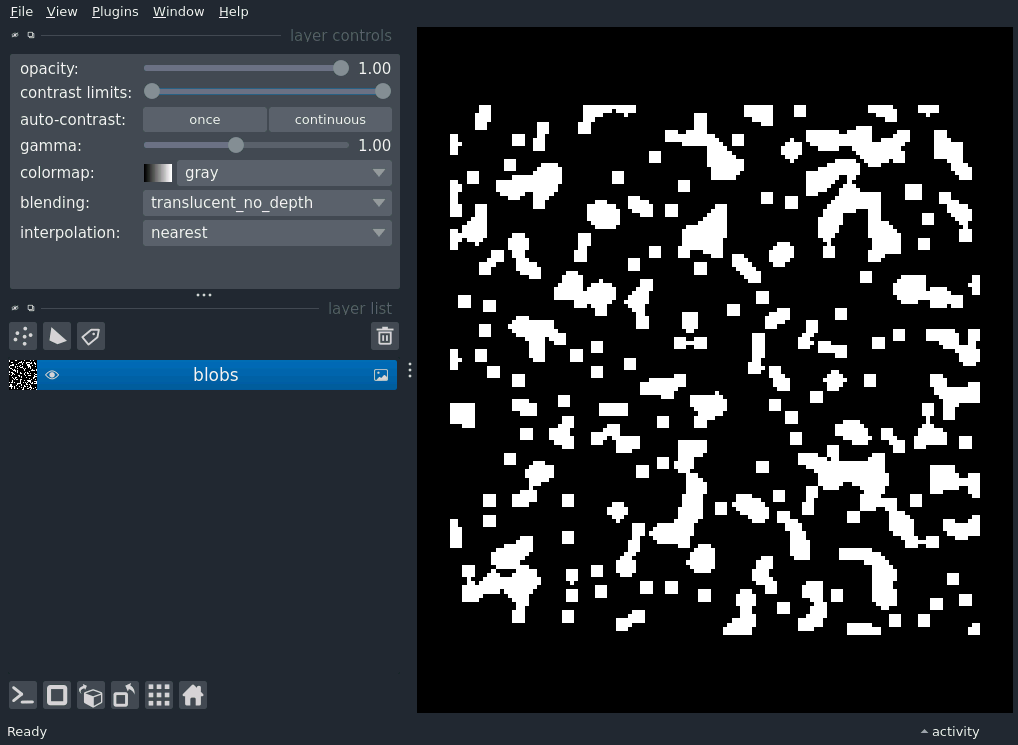 File View Plugins Window Help
layer controls
opacity: 1.00
contrast limits:
auto-contrast: once continuous
gamma: 1.00
colormap: gray
blending: translucent_no_depth
interpolation: nearest
layer list
blobs
Ready activity